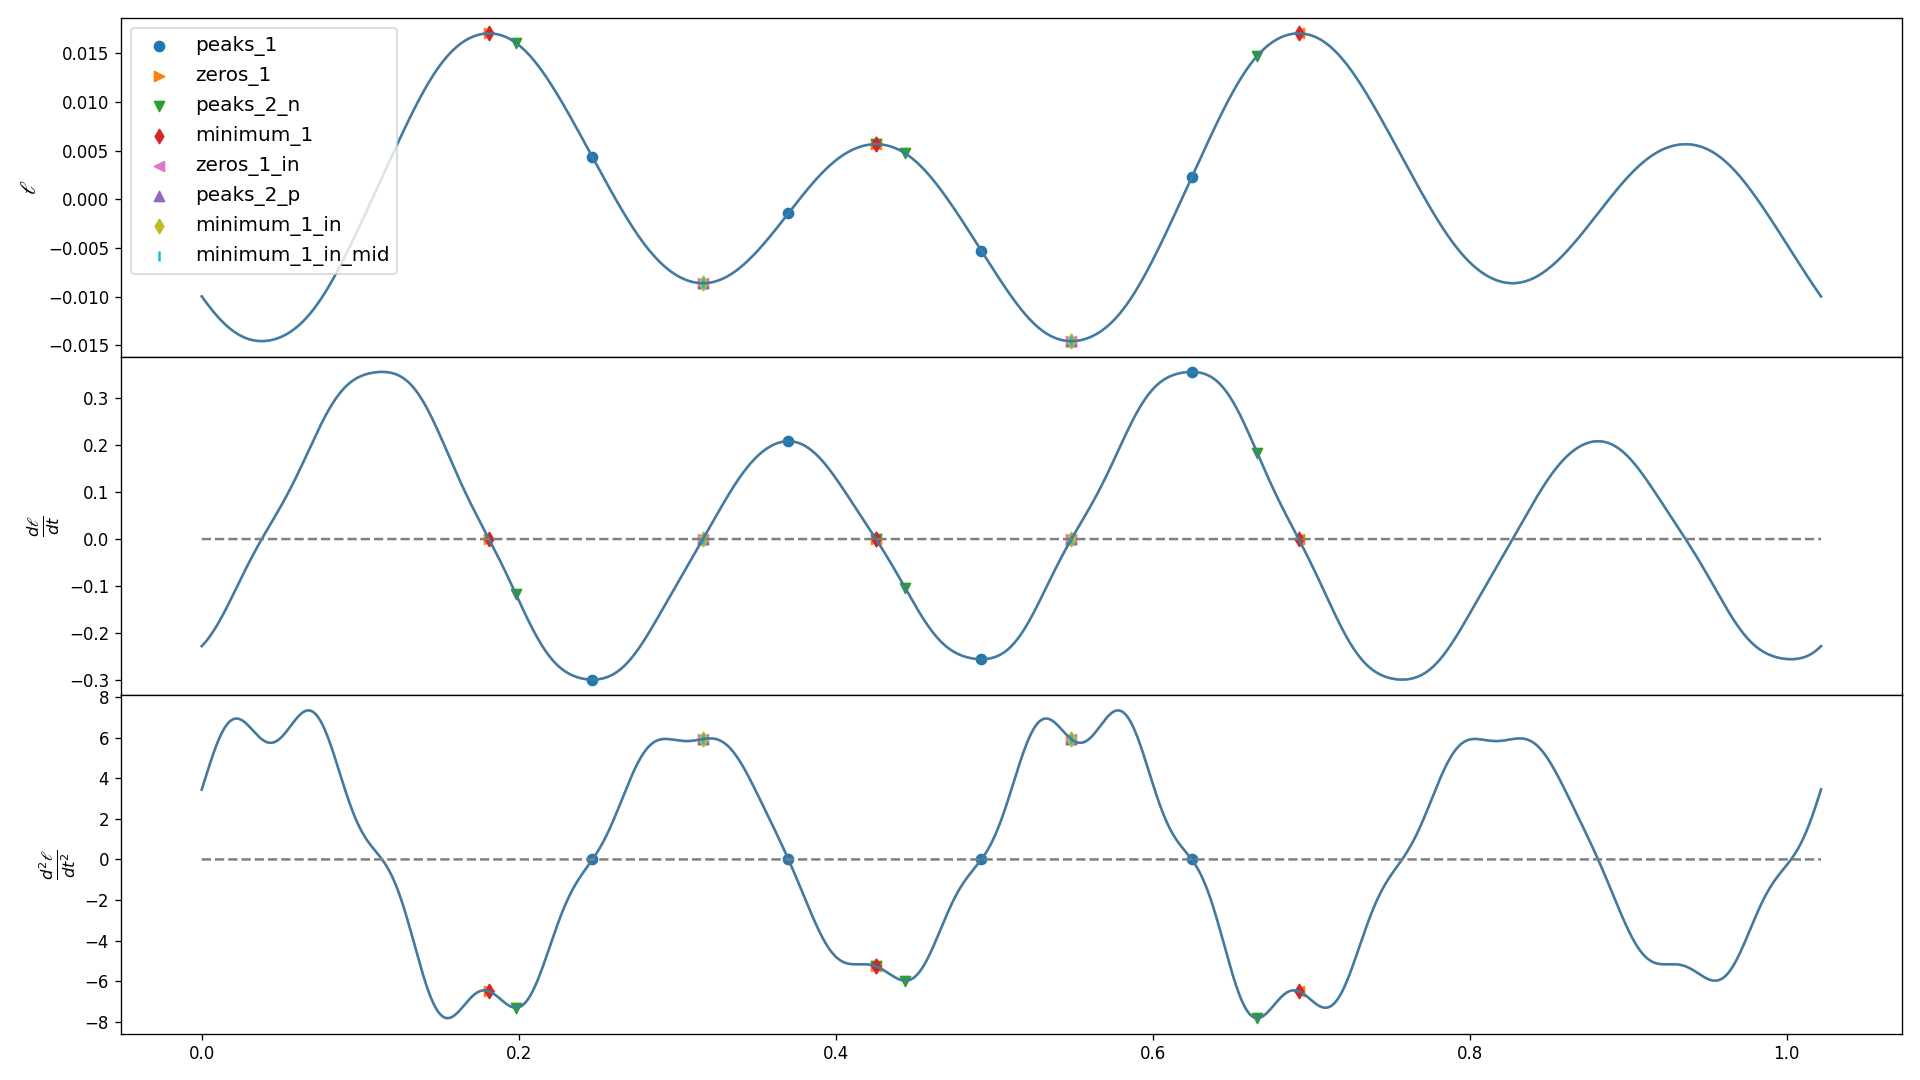 0.015
0.010
0.005
0.000
−0.005
−0.010
−0.015
ℓ
peaks_1
zeros_1
peaks_2_n
minimum_1
zeros_1_in
peaks_2_p
minimum_1_in
minimum_1_in_mid
0.3
0.2
0.1
0.0
−0.1
−0.2
−0.3
dℓ
dt
8
6
4
2
0
−2
−4
−6
−8
d²ℓ
dt²
0.0 0.2 0.4 0.6 0.8 1.0